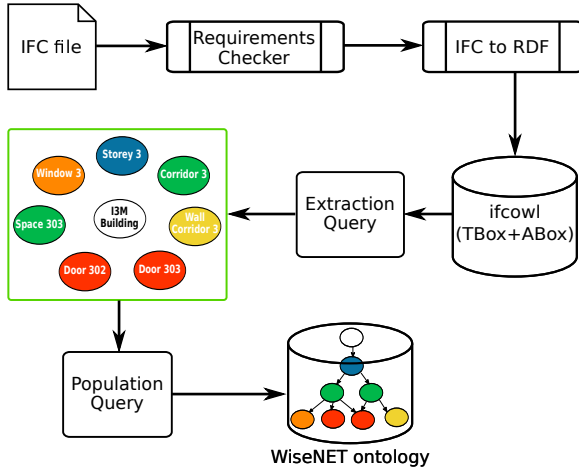 IFC file
Requirements
Checker
IFC to RDF
Storey 3
Window 3
Corridor 3
Space 303
I3M
Building
Wall
Corridor 3
Door 302
Door 303
Extraction
Query
ifcowl
(TBox+ABox)
Population
Query
WiseNET ontology